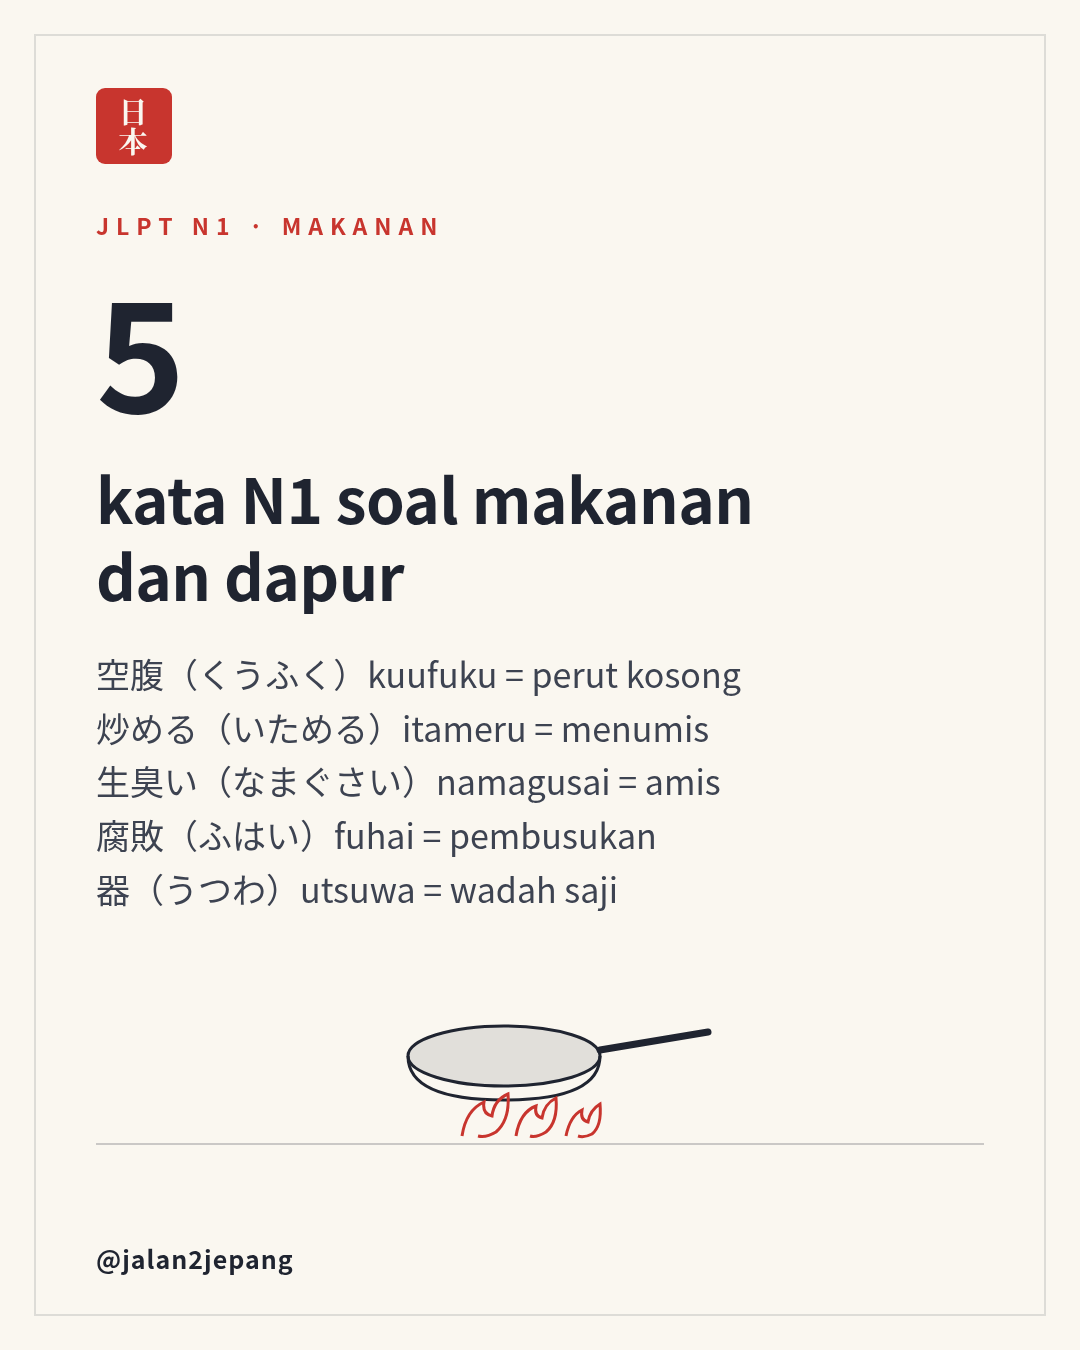 日
本
JLPT N1 · MAKANAN
5
kata N1 soal makanan
dan dapur
空腹（くうふく）kuufuku = perut kosong
炒める（いためる）itameru = menumis
生臭い（なまぐさい）namagusai = amis
腐敗（ふはい）fuhai = pembusukan
器（うつわ）utsuwa = wadah saji
@jalan2jepang